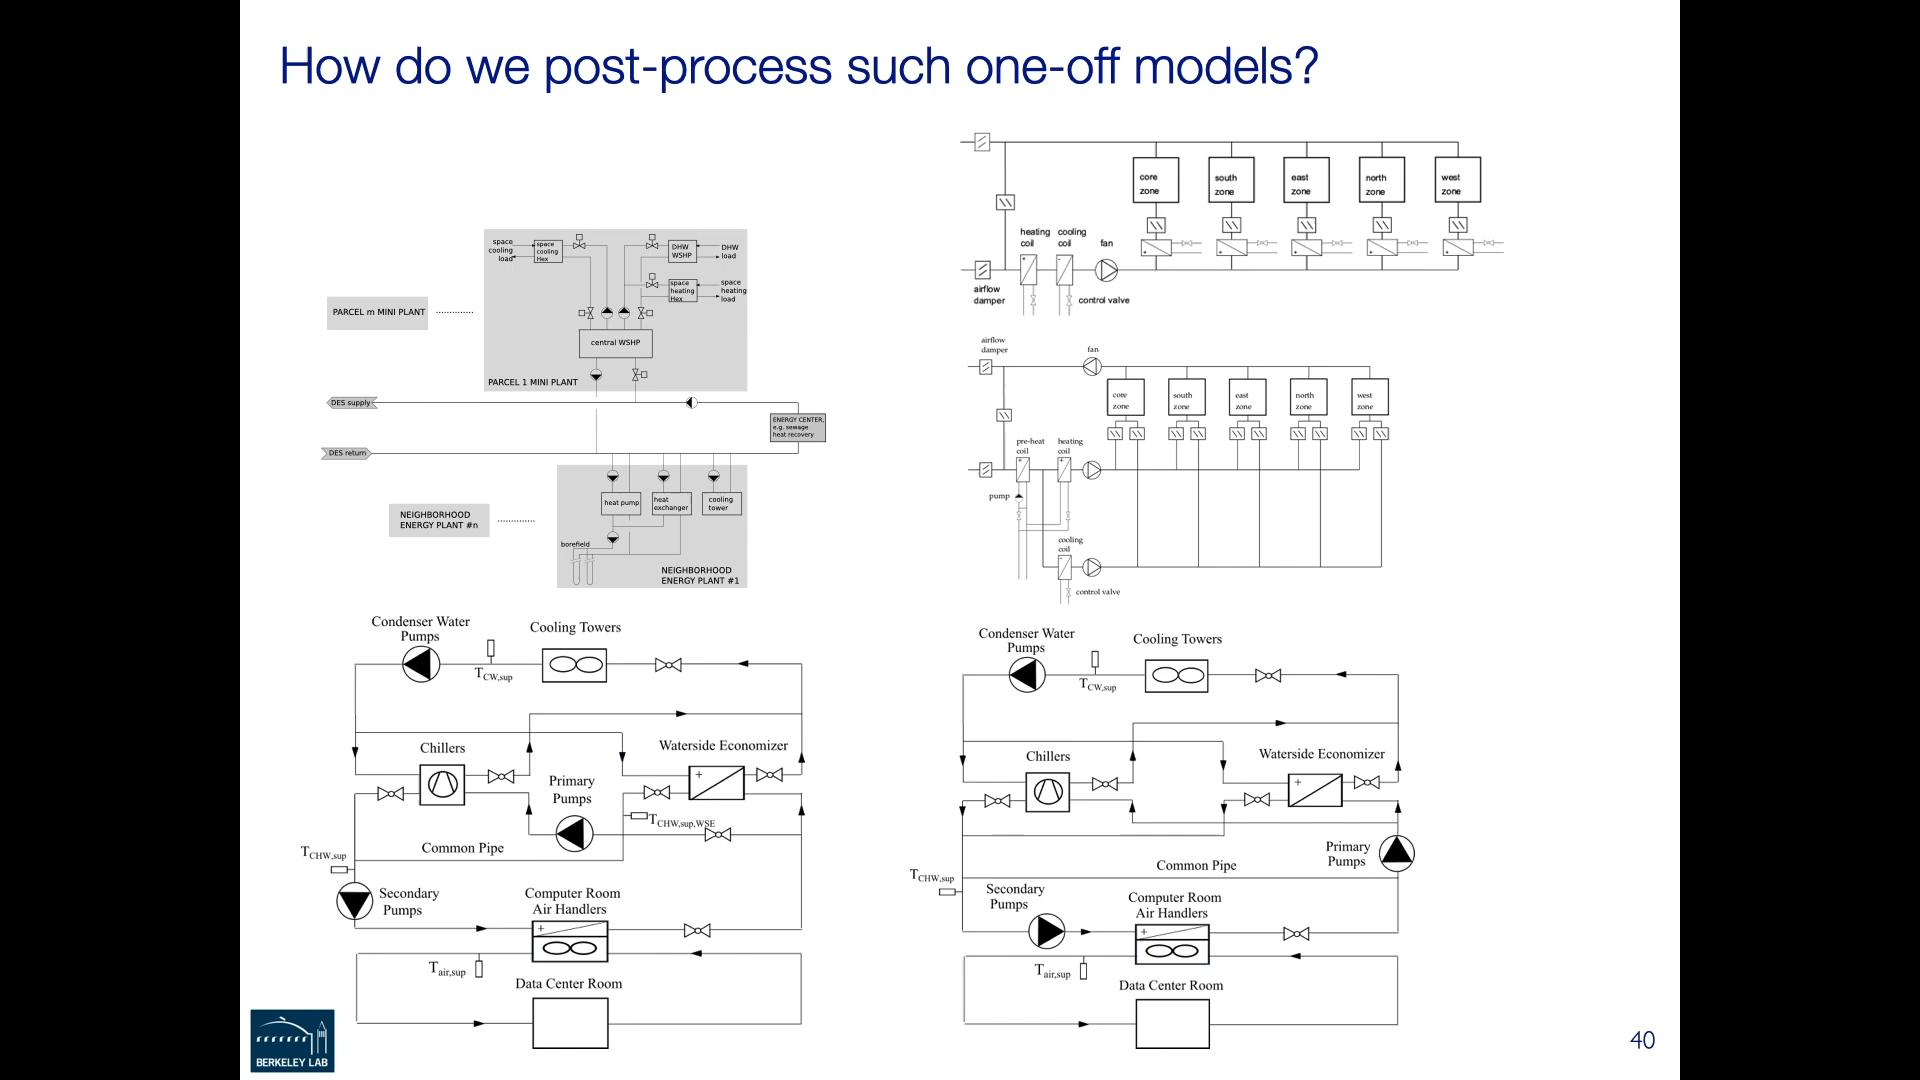 How do we post-process such one-off models?
space
cooling
load
space
cooling
Hex
DHW
WSHP
DHW
load
space
heating
Hex
space
heating
load
PARCEL m MINI PLANT
central WSHP
PARCEL 1 MINI PLANT
DES supply
ENERGY CENTER,
e.g. sewage
heat recovery
DES return
heat pump
heat
exchanger
cooling
tower
NEIGHBORHOOD
ENERGY PLANT #n
borefield
NEIGHBORHOOD
ENERGY PLANT #1
core
zone
south
zone
east
zone
north
zone
west
zone
heating
coil
cooling
coil
fan
+
-
+
+
+
+
+
airflow
damper
control valve
airflow
damper
fan
core
zone
south
zone
east
zone
north
zone
west
zone
pre-heat
coil
heating
coil
+
+
pump
cooling
coil
-
control valve
Condenser Water
Pumps
Cooling Towers
TCW,sup
Chillers
Waterside Economizer
+
Primary
Pumps
TCHW,sup,WSE
TCHW,sup
Common Pipe
Secondary
Pumps
Computer Room
Air Handlers
+
Tair,sup
Data Center Room
Condenser Water
Pumps
Cooling Towers
TCW,sup
Chillers
Waterside Economizer
+
Primary
Pumps
Common Pipe
TCHW,sup
Secondary
Pumps
Computer Room
Air Handlers
+
Tair,sup
Data Center Room
BERKELEY LAB
40